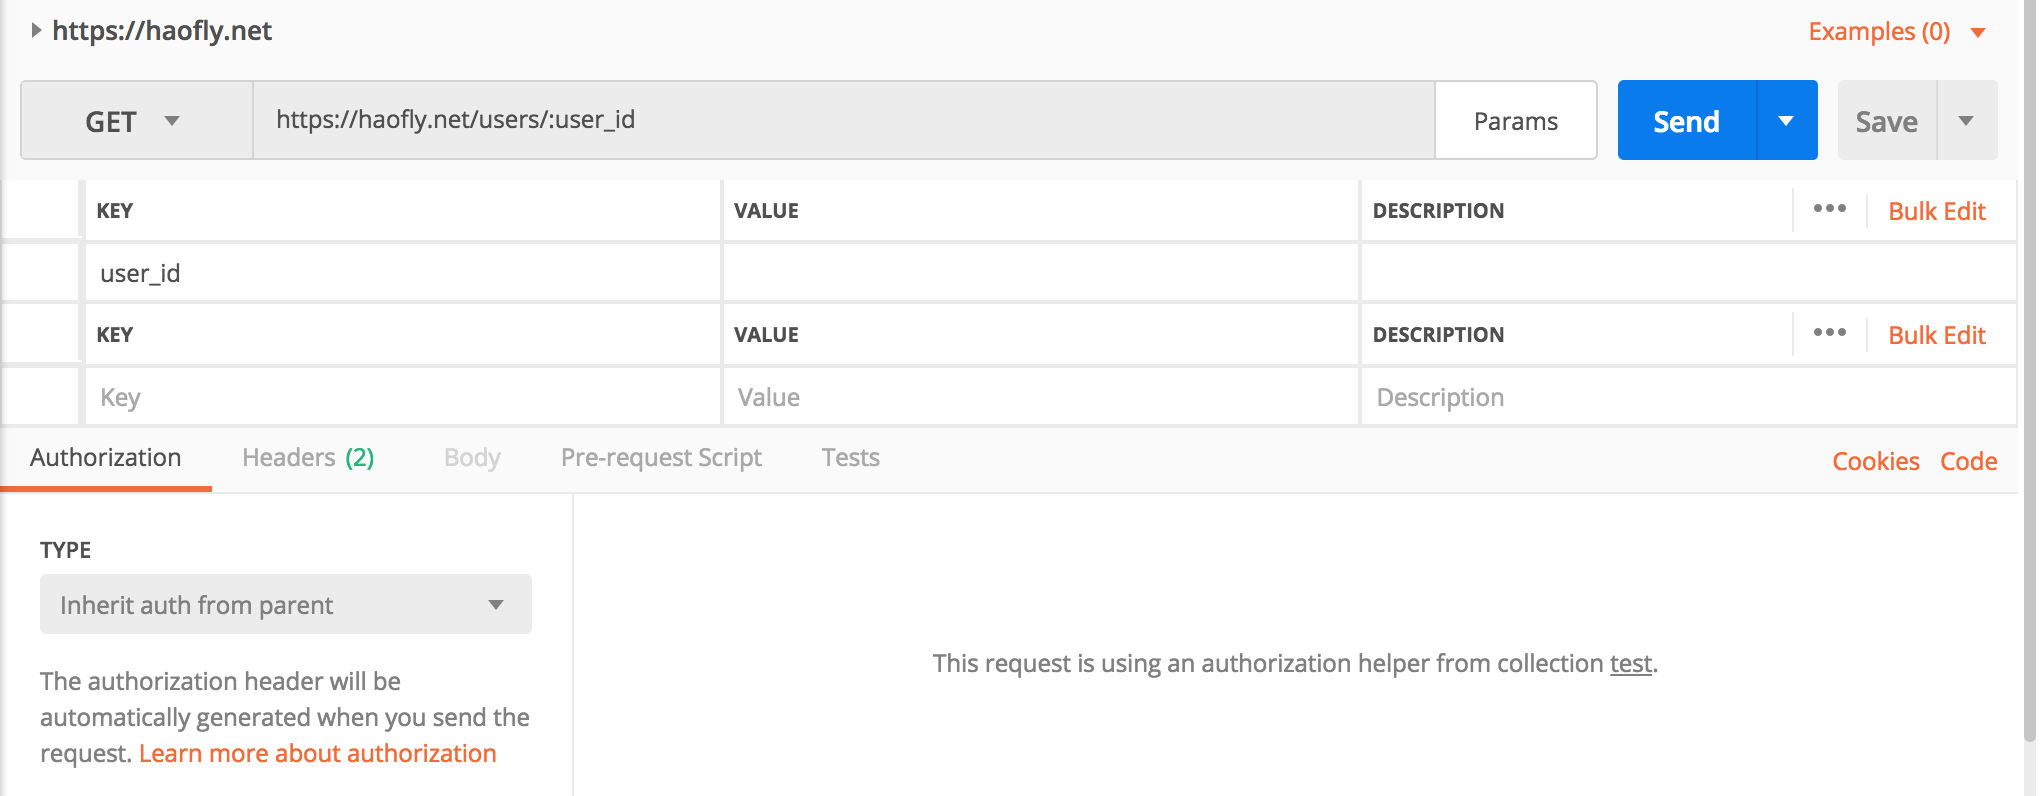 https://haofly.net
Examples (0)
GET
https://haofly.net/users/:user_id
Params
Send
Save
KEY VALUE DESCRIPTION ••• Bulk Edit
user_id
KEY VALUE DESCRIPTION ••• Bulk Edit
Key Value Description
Authorization Headers (2) Body Pre-request Script Tests Cookies Code
TYPE
Inherit auth from parent
The authorization header will be
automatically generated when you send the
request. Learn more about authorization
This request is using an authorization helper from collection test.